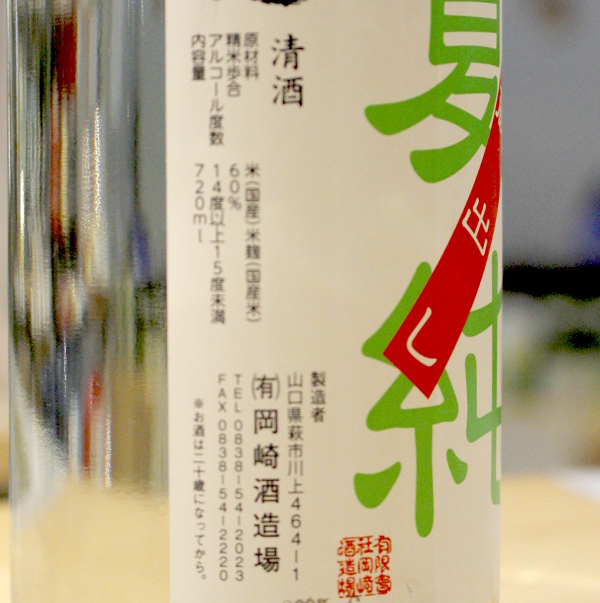 夏純
し
清酒
原材料 米(国産)米麹(国産米)
精米歩合 60%
アルコール度数 14度以上15度未満
内容量 720ml
製造者
山口県萩市川上464-1
(有)岡崎酒造場
TEL 0838-54-2023
FAX 0838-54-2220
※お酒は二十歳になってから。
有限会
社岡崎
酒造場